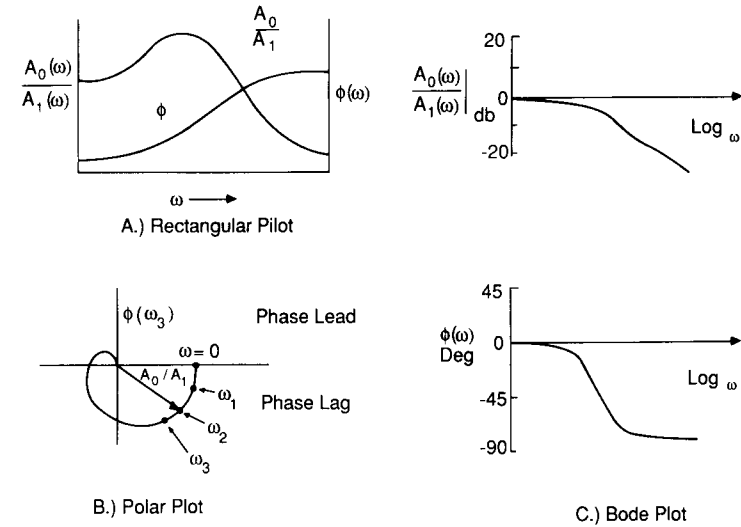 A₀
A₁
A₀(ω)
A₁(ω)
ϕ
ϕ(ω)
ω
A.) Rectangular Pilot
20
A₀(ω)
A₁(ω)
db
0
-20
Log ω
ϕ(ω₃)
Phase Lead
ω = 0
A₀ / A₁
ω₁
Phase Lag
ω₂
ω₃
B.) Polar Plot
45
ϕ(ω)
Deg
0
Log ω
-45
-90
C.) Bode Plot